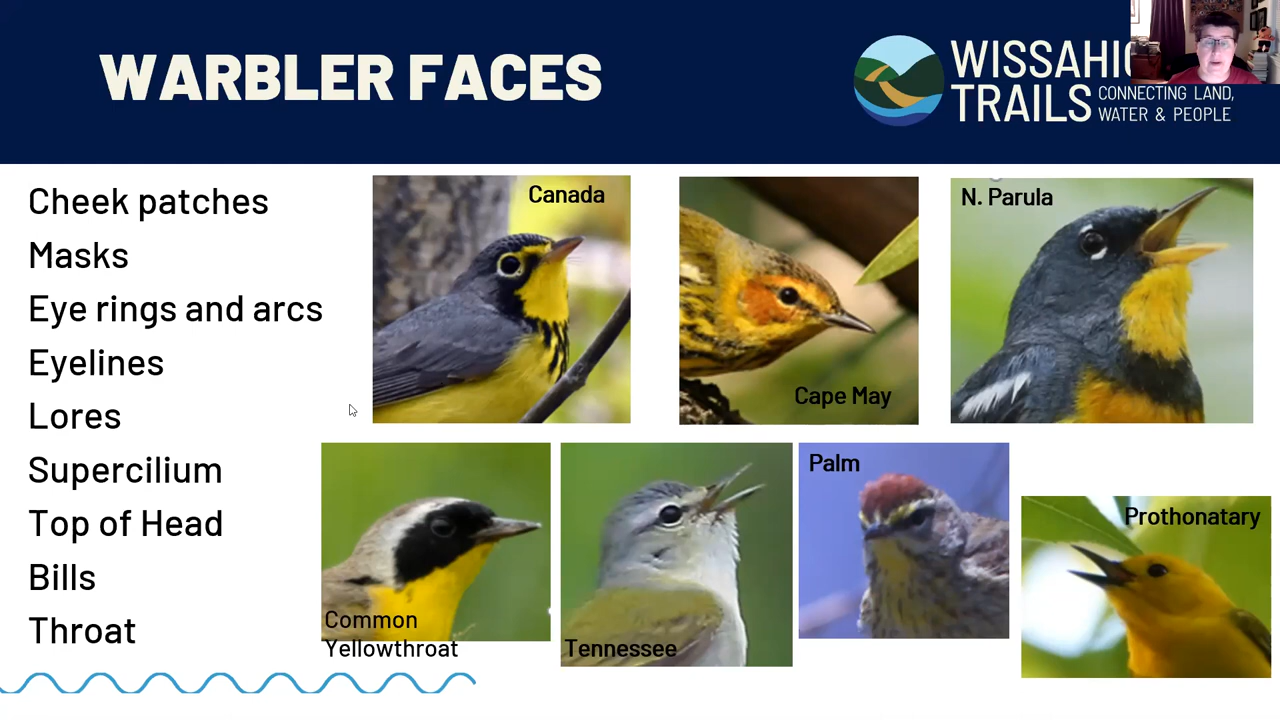 WARBLER FACES
TRAILS
CONNECTING LAND,
WATER & PEOPLE
Cheek patches
Masks
Eye rings and arcs
Eyelines
Lores
Supercilium
Top of Head
Bills
Throat
Canada
Cape May
N. Parula
Common
Yellowthroat
Tennessee
Palm
Prothonatary